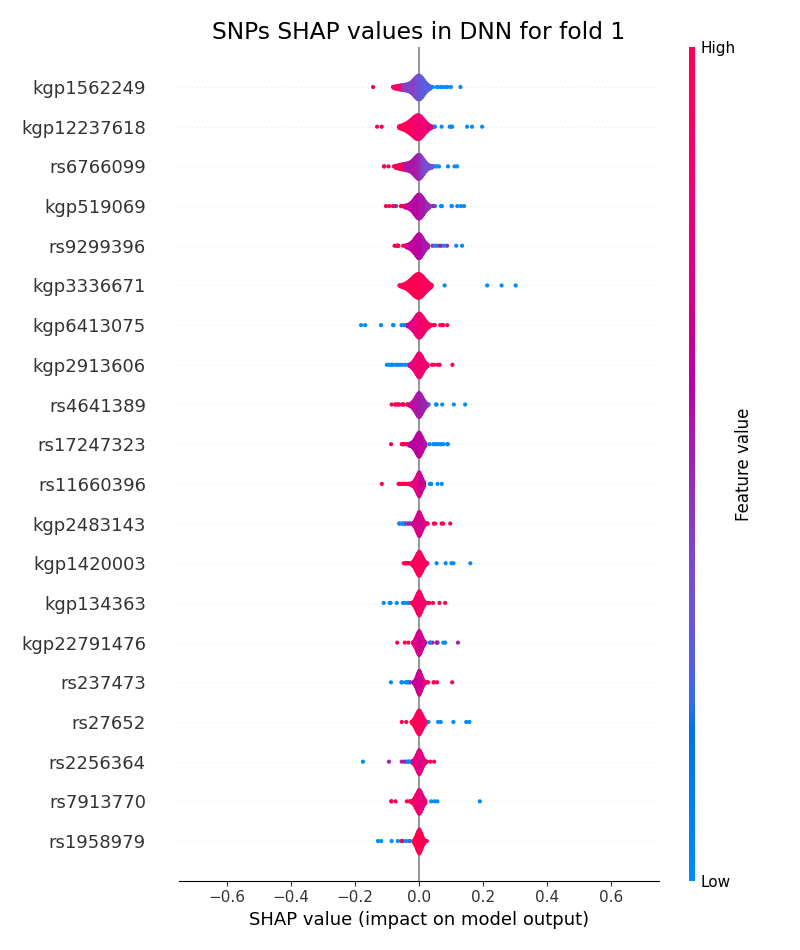 SNPs SHAP values in DNN for fold 1
High
kgp1562249
kgp12237618
rs6766099
kgp519069
rs9299396
kgp3336671
kgp6413075
kgp2913606
rs4641389
rs17247323
rs11660396
kgp2483143
kgp1420003
kgp134363
kgp22791476
rs237473
rs27652
rs2256364
rs7913770
rs1958979
Feature value
Low
−0.6 −0.4 −0.2 0.0 0.2 0.4 0.6
SHAP value (impact on model output)